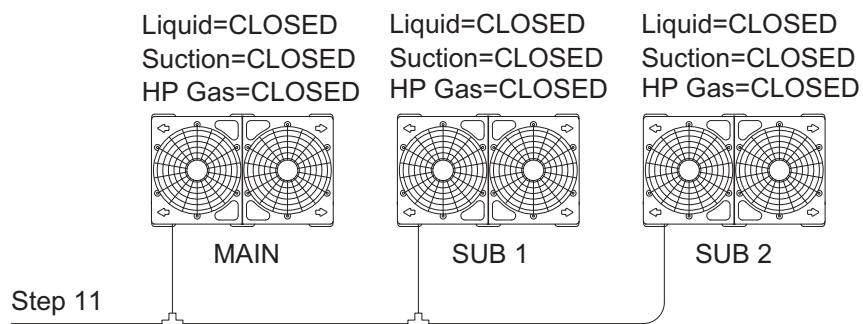 Liquid=CLOSED
Suction=CLOSED
HP Gas=CLOSED
Liquid=CLOSED
Suction=CLOSED
HP Gas=CLOSED
Liquid=CLOSED
Suction=CLOSED
HP Gas=CLOSED
MAIN
SUB 1
SUB 2
Step 11